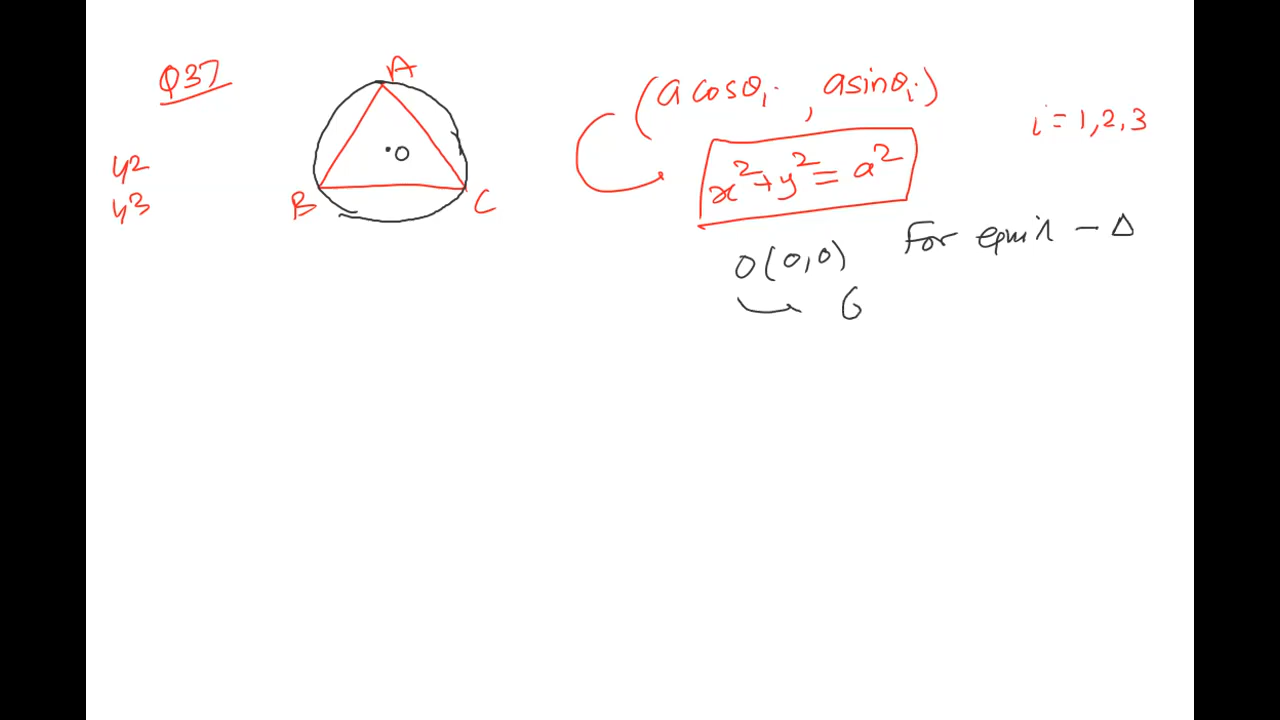 Q37
A
(a cosθi , a sinθi)
i = 1,2,3
42
43
O
B
C
x²+y² = a²
O(0,0)
For equil - Δ
G